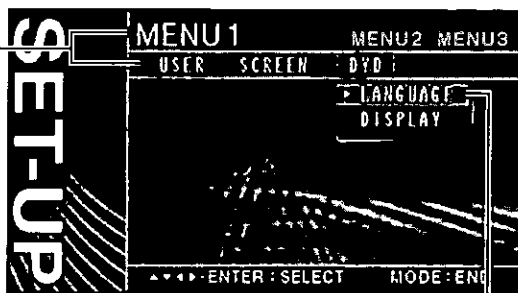 SET-UP
MENU1 MENU2 MENU3
USER SCREEN DVD
▶ LANGUAGE
DISPLAY
▲▼◀▶·ENTER:SELECT MODE:END